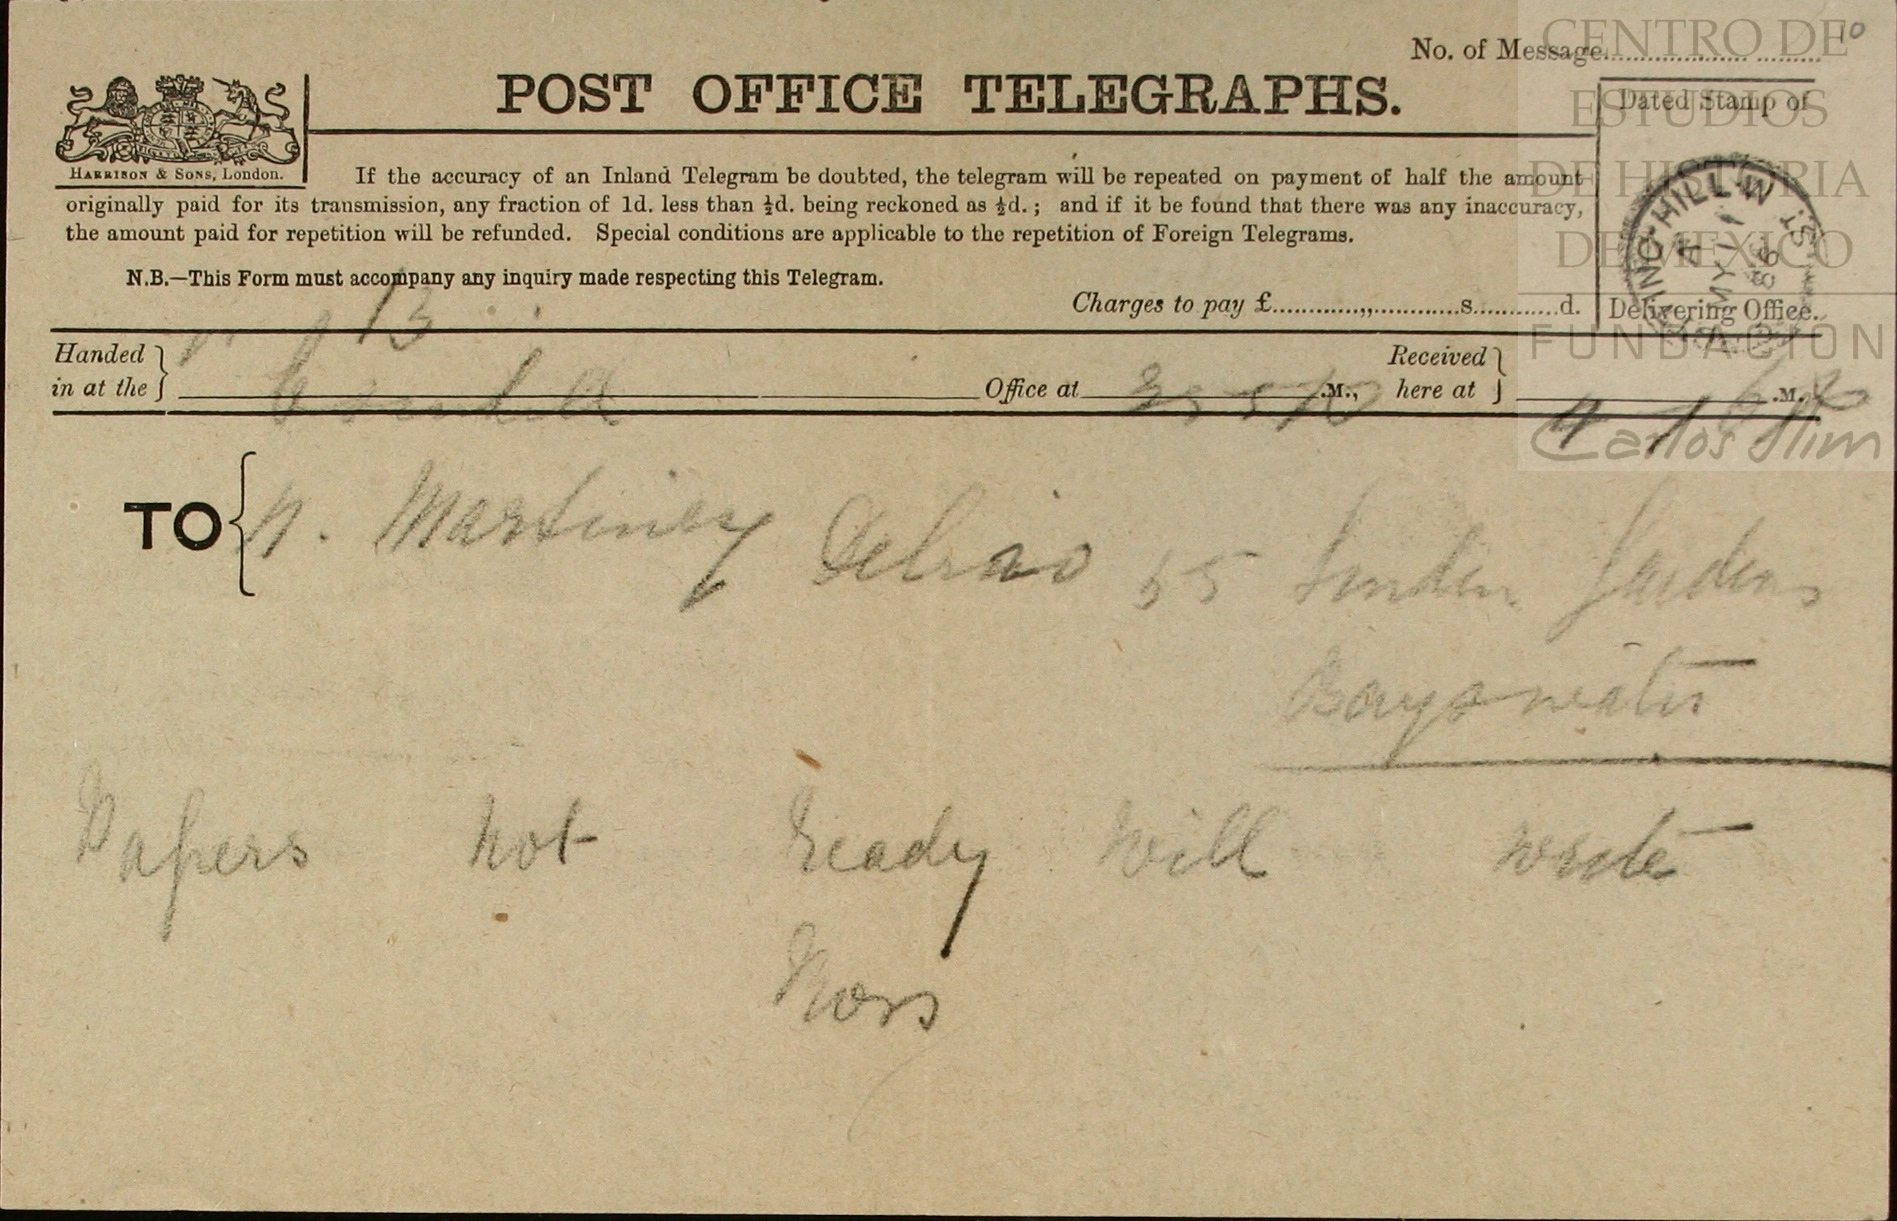 No. of Message
POST OFFICE TELEGRAPHS.
HARRISON & SONS, London.
If the accuracy of an Inland Telegram be doubted, the telegram will be repeated on payment of half the amount
originally paid for its transmission, any fraction of 1d. less than ½d. being reckoned as ½d.; and if it be found that there was any inaccuracy,
the amount paid for repetition will be refunded. Special conditions are applicable to the repetition of Foreign Telegrams.
N.B.—This Form must accompany any inquiry made respecting this Telegram.
Charges to pay £ s d.
Dated Stamp of
Delivering Office.
HILL·W
MY 11
CENTRO DE
ESTUDIOS
DE HISTORIA
DE MEXICO
FUNDACION
Carlos Slim
Handed in at the
Office at .M.,
Received here at .M.
TO
N. Martinez Delrio 55 Linden Gardens
Bayswater
Papers not ready will write